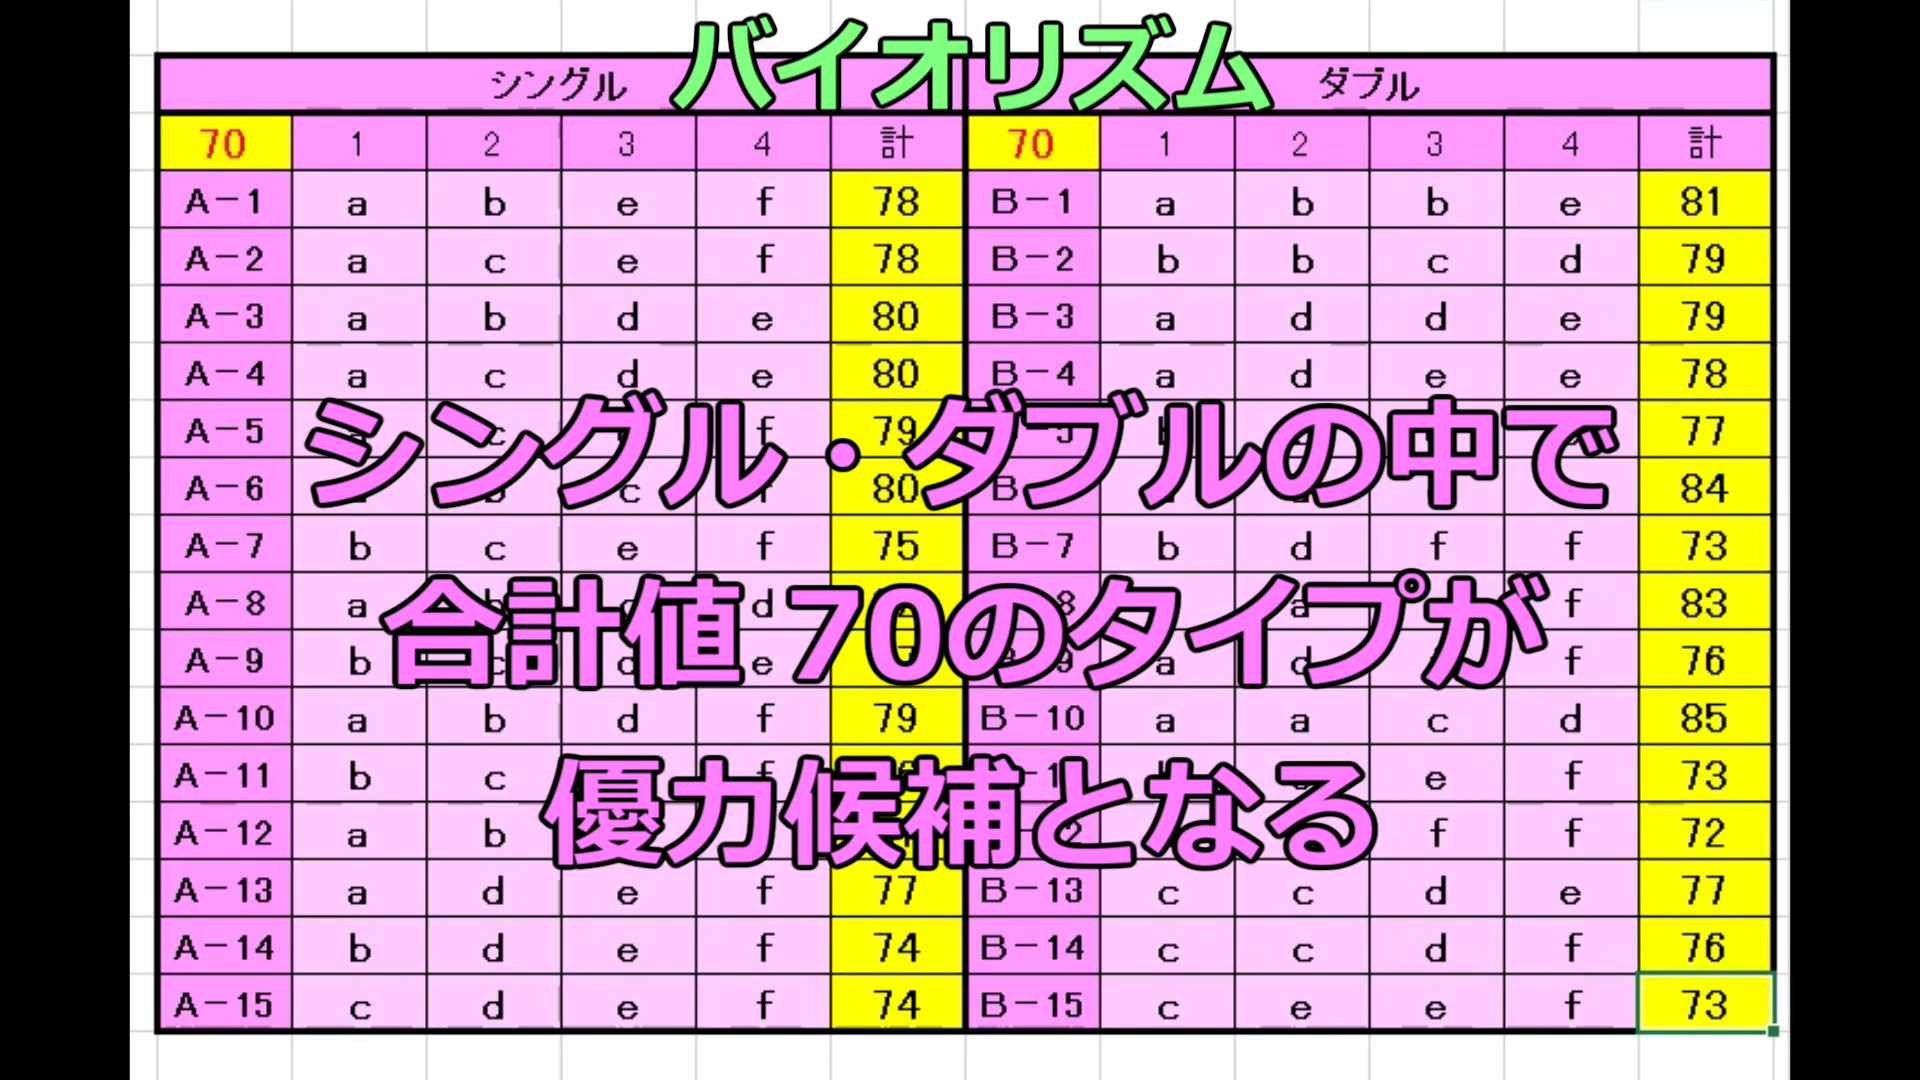 バイオリズム
シングル ダブル
70 1 2 3 4 計 70 1 2 3 4 計
A－1 a b e f 78 B－1 a b b e 81
A－2 a c e f 78 B－2 b b c d 79
A－3 a b d e 80 B－3 a d d e 79
A－4 a c d e 80 B－4 a d e e 78
A－5 c f 79 77
A－6 b c 80 B 84
A－7 b c e f 75 B－7 b d f f 73
A－8 a d f 83
A－9 b c d e a d f 76
A－10 a b d f 79 B－10 a a c d 85
A－11 b c e f 73
A－12 a b f f 72
A－13 a d e f 77 B－13 c c d e 77
A－14 b d e f 74 B－14 c c d f 76
A－15 c d e f 74 B－15 c e e f 73
シングル・ダブルの中で
合計値 70のタイプが
優力候補となる